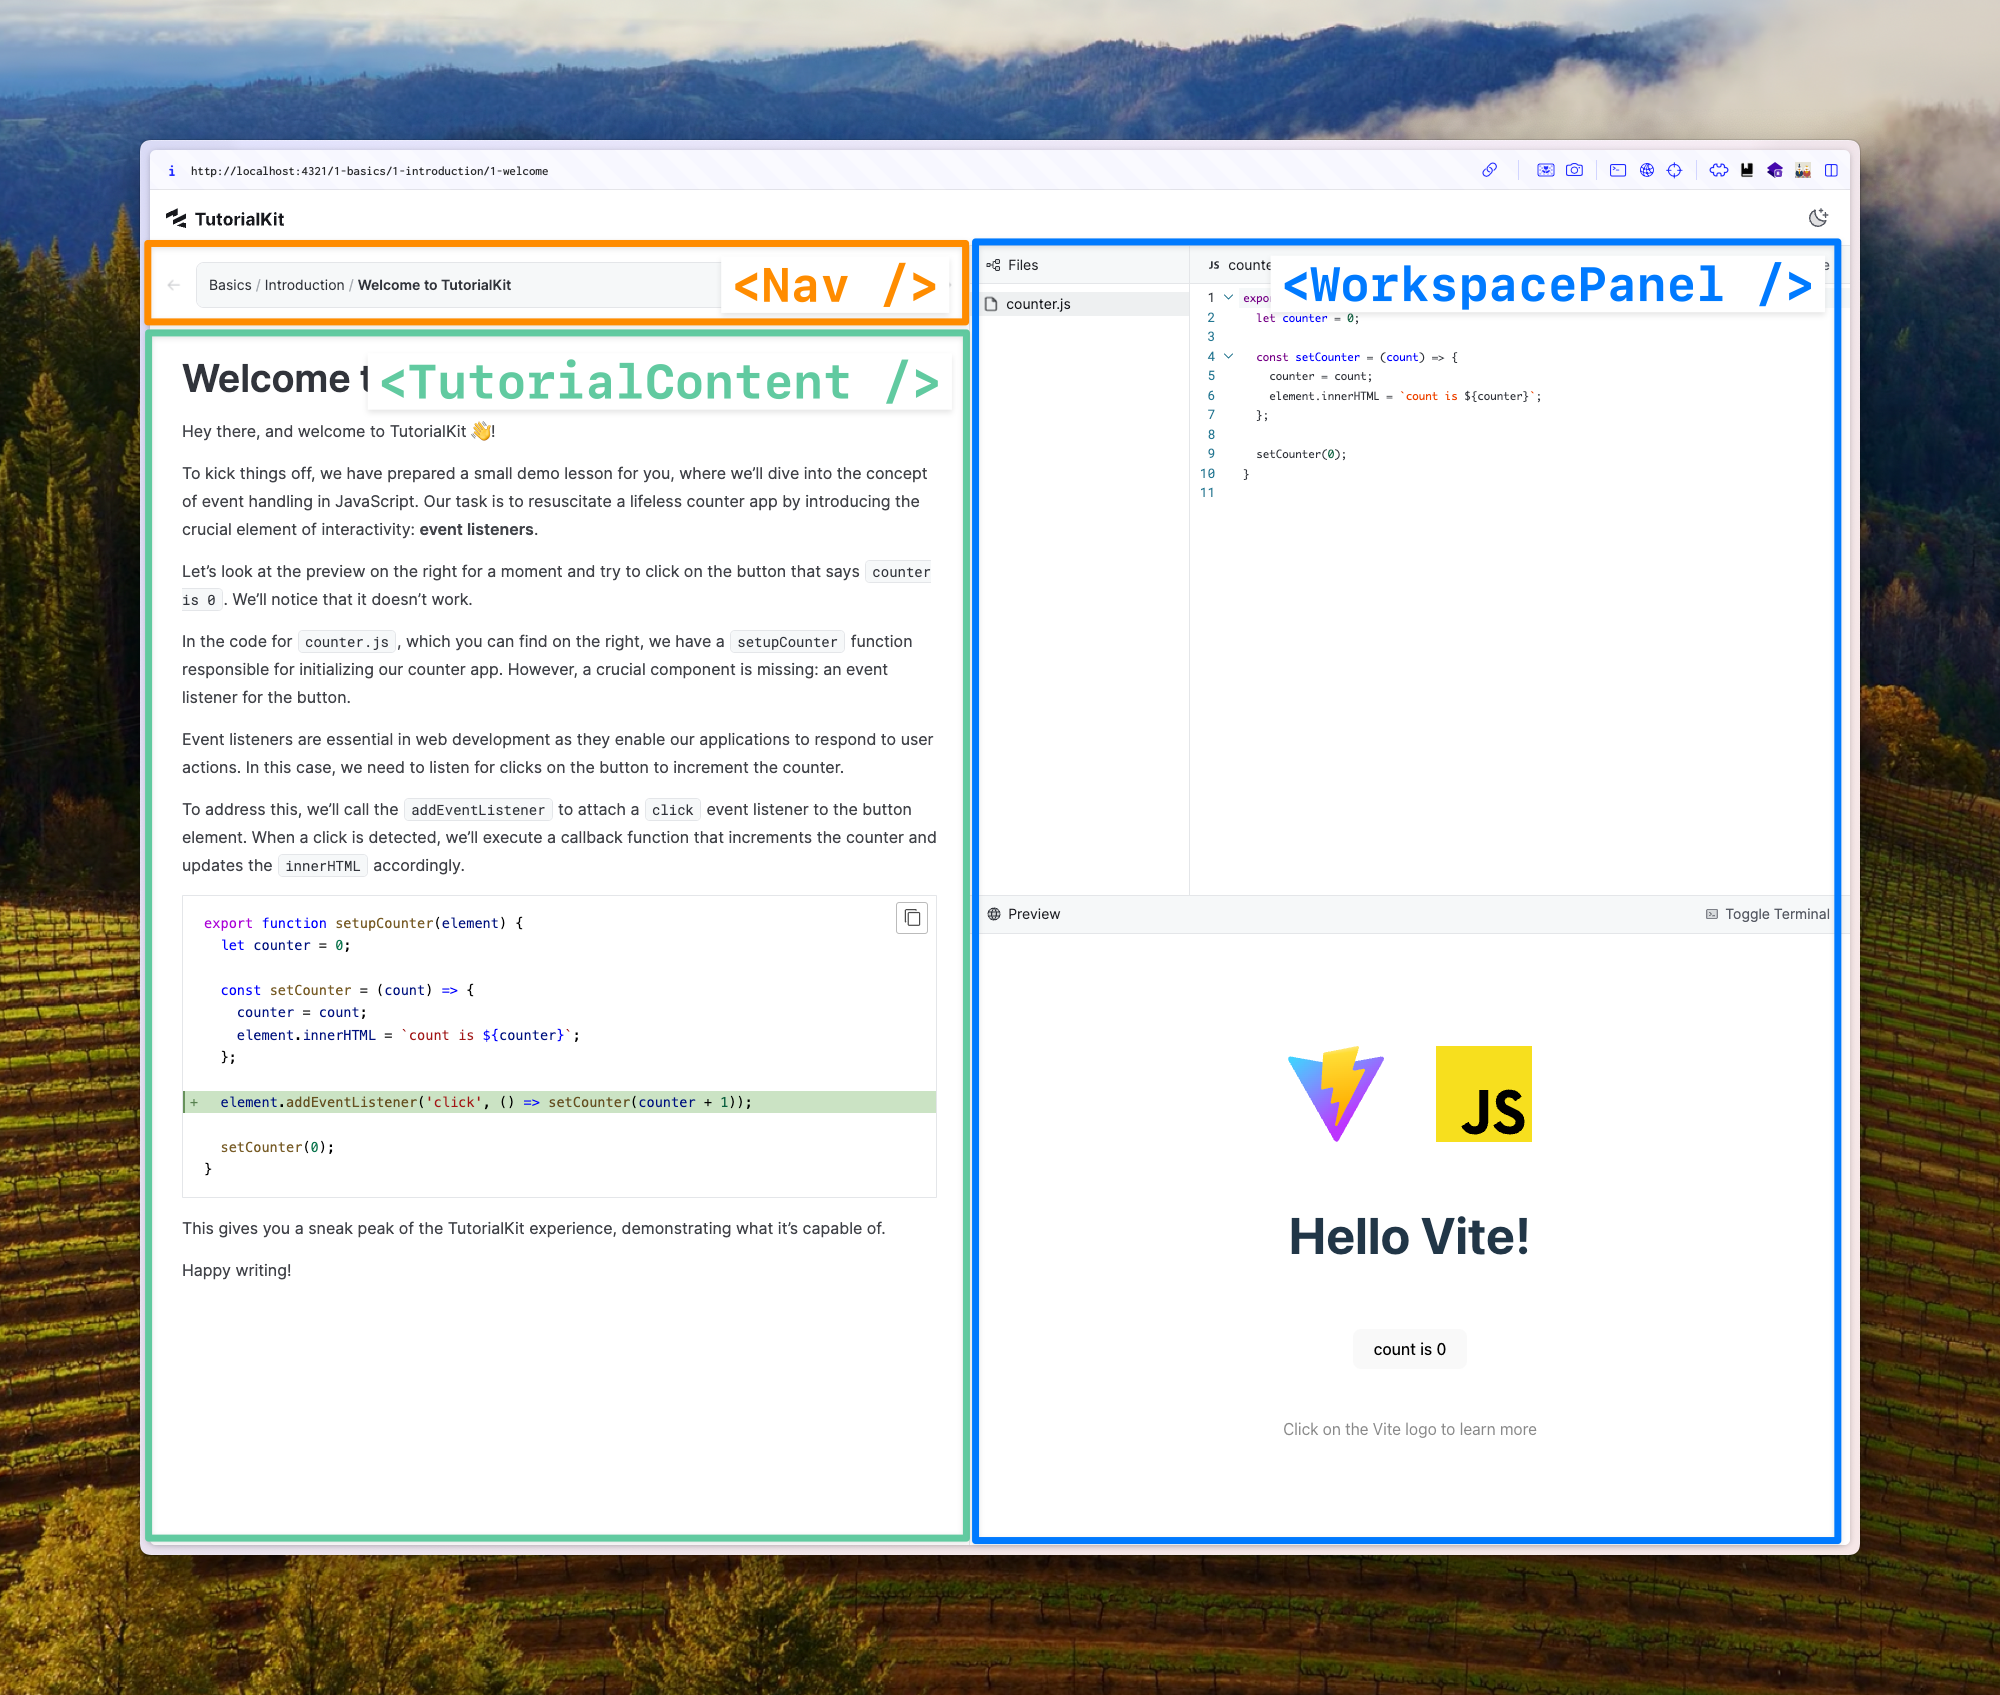 i http://localhost:4321/1-basics/1-introduction/1-welcome
TutorialKit
Basics / Introduction / Welcome to TutorialKit
<Nav />
<TutorialContent />
Welcome t
Hey there, and welcome to TutorialKit 👋!
To kick things off, we have prepared a small demo lesson for you, where we’ll dive into the concept
of event handling in JavaScript. Our task is to resuscitate a lifeless counter app by introducing the
crucial element of interactivity: event listeners.
Let’s look at the preview on the right for a moment and try to click on the button that says counter
is 0. We’ll notice that it doesn’t work.
In the code for counter.js, which you can find on the right, we have a setupCounter function
responsible for initializing our counter app. However, a crucial component is missing: an event
listener for the button.
Event listeners are essential in web development as they enable our applications to respond to user
actions. In this case, we need to listen for clicks on the button to increment the counter.
To address this, we’ll call the addEventListener to attach a click event listener to the button
element. When a click is detected, we’ll execute a callback function that increments the counter and
updates the innerHTML accordingly.
export function setupCounter(element) {
let counter = 0;
const setCounter = (count) => {
counter = count;
element.innerHTML = `count is ${counter}`;
};
+ element.addEventListener('click', () => setCounter(counter + 1));
setCounter(0);
}
This gives you a sneak peak of the TutorialKit experience, demonstrating what it’s capable of.
Happy writing!
<WorkspacePanel />
Files
counter.js
JS counte
1 expo
2 let counter = 0;
3
4 const setCounter = (count) => {
5 counter = count;
6 element.innerHTML = `count is ${counter}`;
7 };
8
9 setCounter(0);
10 }
11
Preview
Toggle Terminal
JS
Hello Vite!
count is 0
Click on the Vite logo to learn more